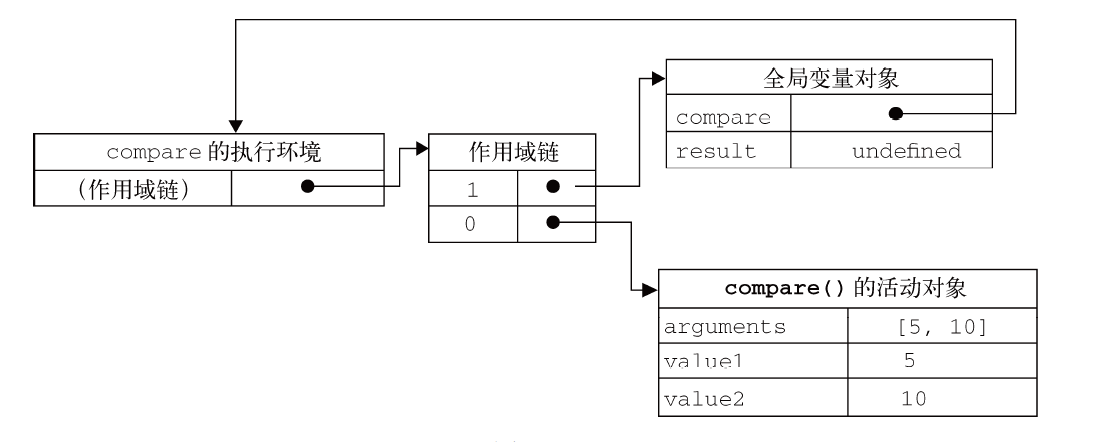 全局变量对象
compare
result undefined
compare 的执行环境
(作用域链)
作用域链
1
0
compare() 的活动对象
arguments [5, 10]
value1 5
value2 10